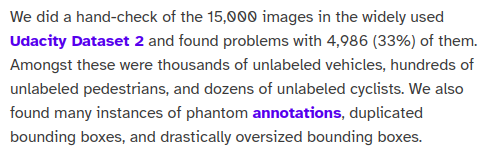 We did a hand-check of the 15,000 images in the widely used
Udacity Dataset 2 and found problems with 4,986 (33%) of them.
Amongst these were thousands of unlabeled vehicles, hundreds of
unlabeled pedestrians, and dozens of unlabeled cyclists. We also
found many instances of phantom annotations, duplicated
bounding boxes, and drastically oversized bounding boxes.